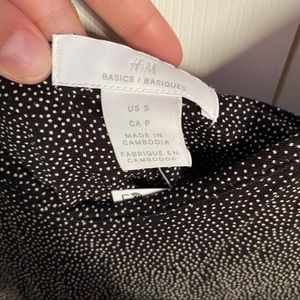 H&M
BASICS / BASIQUES
US S
CA P
MADE IN
CAMBODIA
FABRIQUÉ EN
CAMBODGE